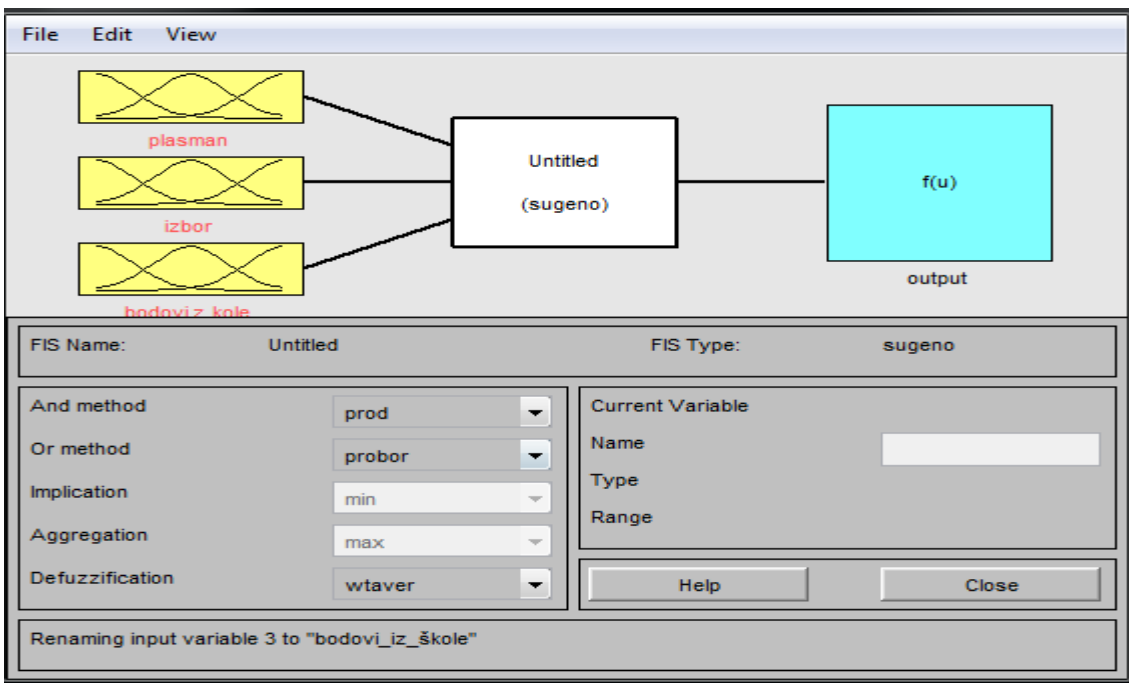 File Edit View
plasman
izbor
bodovi z kole
Untitled
(sugeno)
f(u)
output
FIS Name: Untitled FIS Type: sugeno
And method prod
Or method probor
Implication min
Aggregation max
Defuzzification wtaver
Current Variable
Name
Type
Range
Help Close
Renaming input variable 3 to "bodovi_iz_škole"